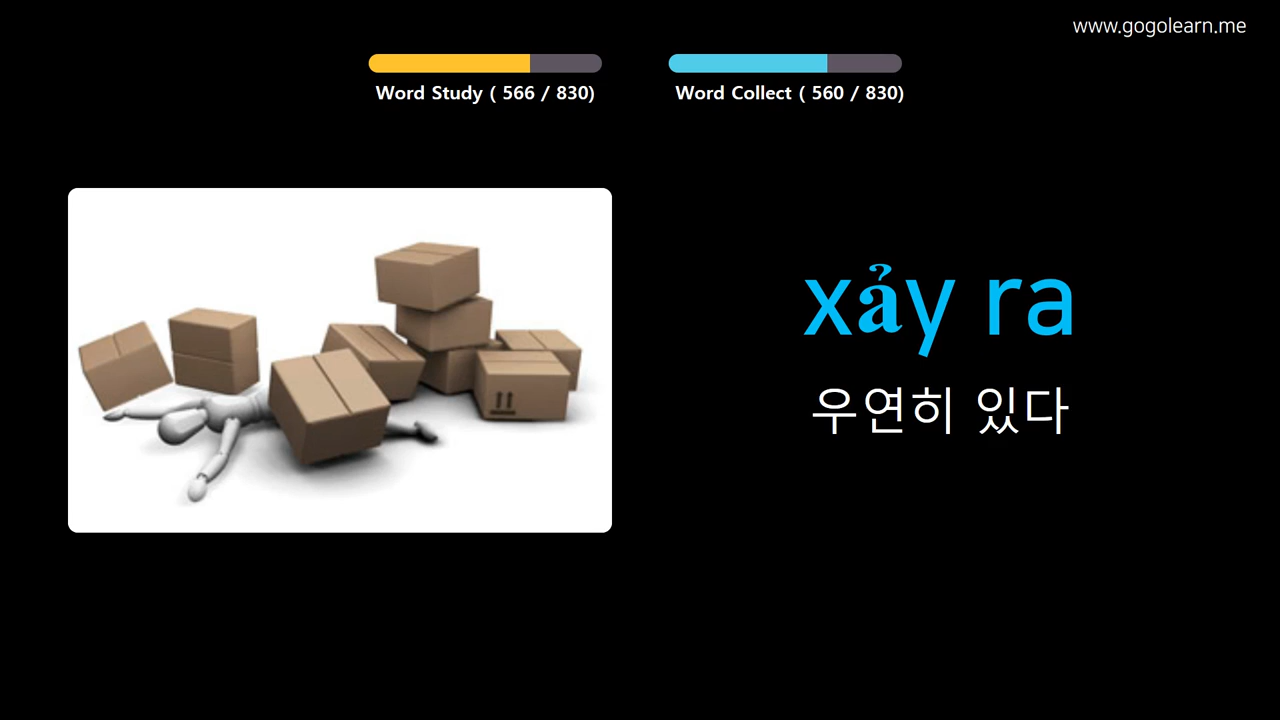 www.gogolearn.me
Word Study ( 566 / 830)
Word Collect ( 560 / 830)
xảy ra
우연히 있다